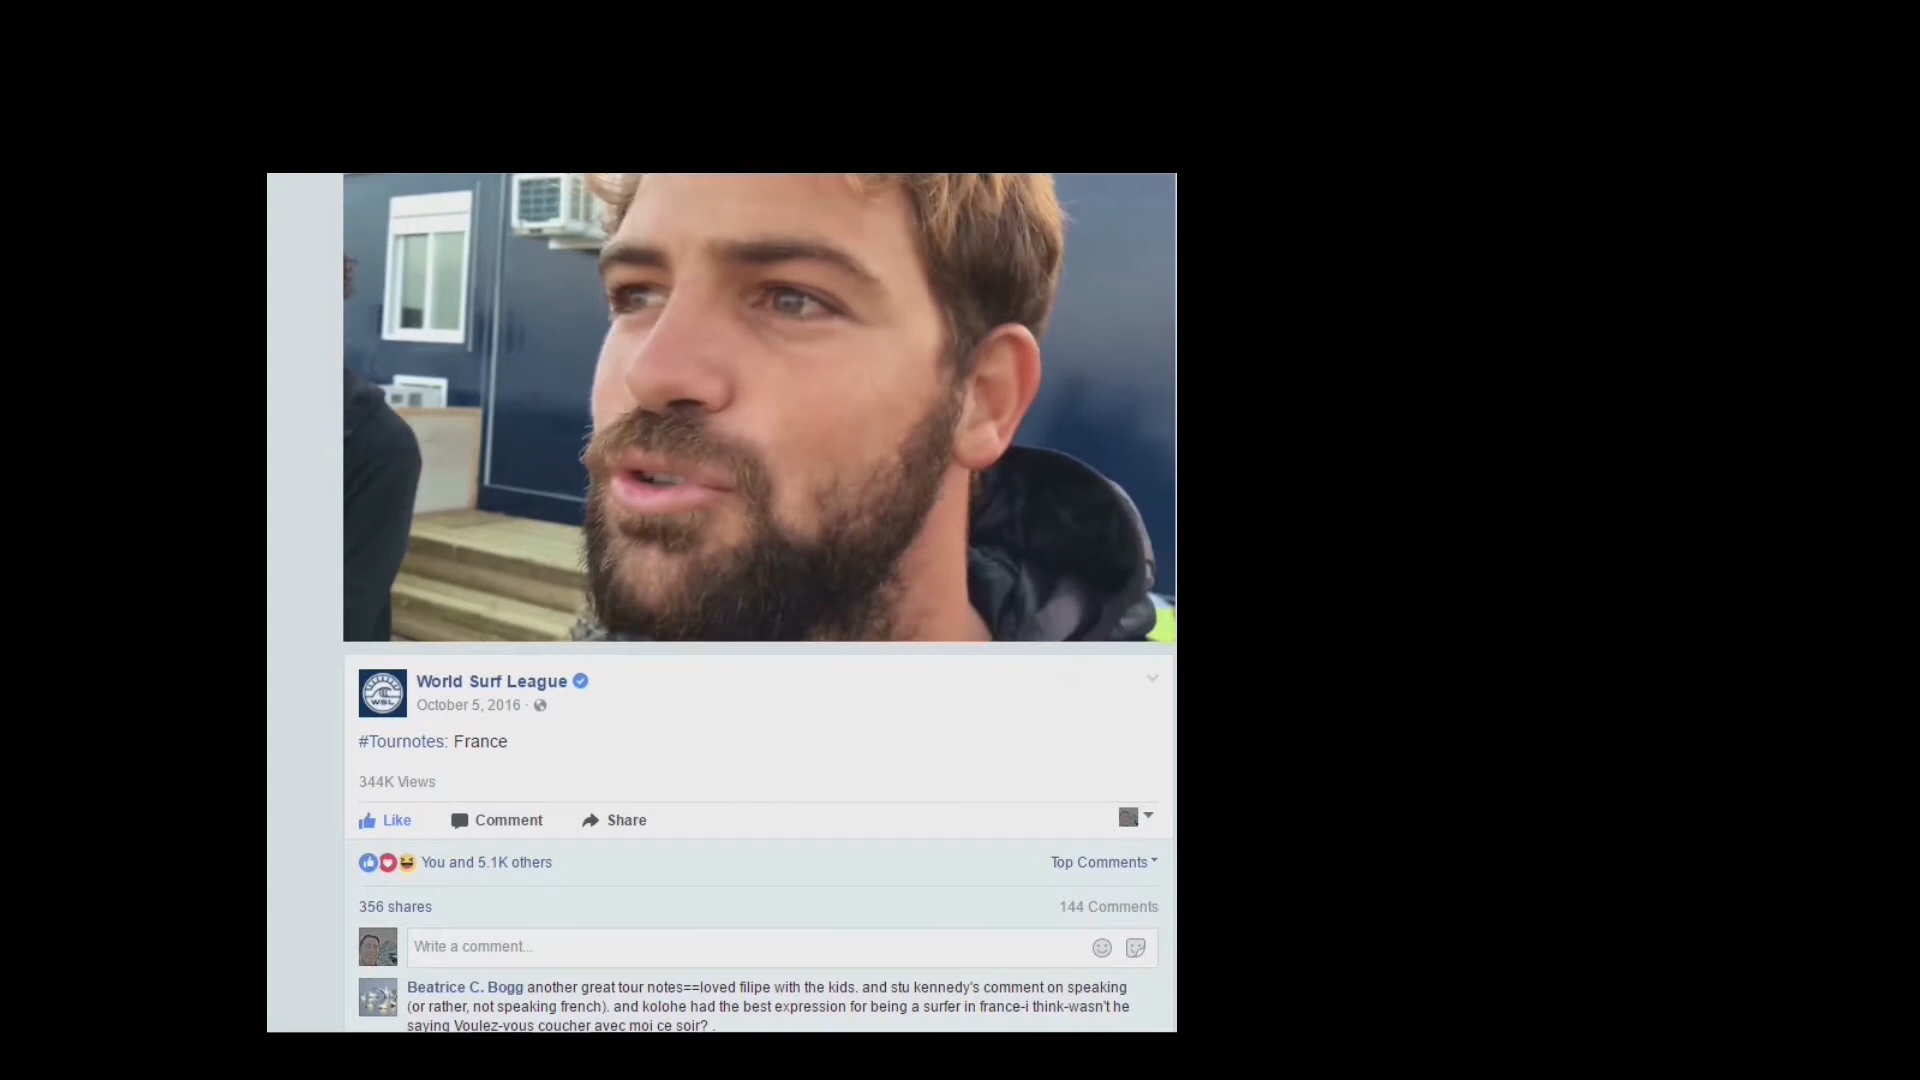 WSL
World Surf League
October 5, 2016 ·
#Tournotes: France
344K Views
Like Comment Share
You and 5.1K others Top Comments
356 shares 144 Comments
Write a comment...
Beatrice C. Bogg another great tour notes==loved filipe with the kids. and stu kennedy's comment on speaking
(or rather, not speaking french). and kolohe had the best expression for being a surfer in france-i think-wasn't he
saying Voulez-vous coucher avec moi ce soir? .